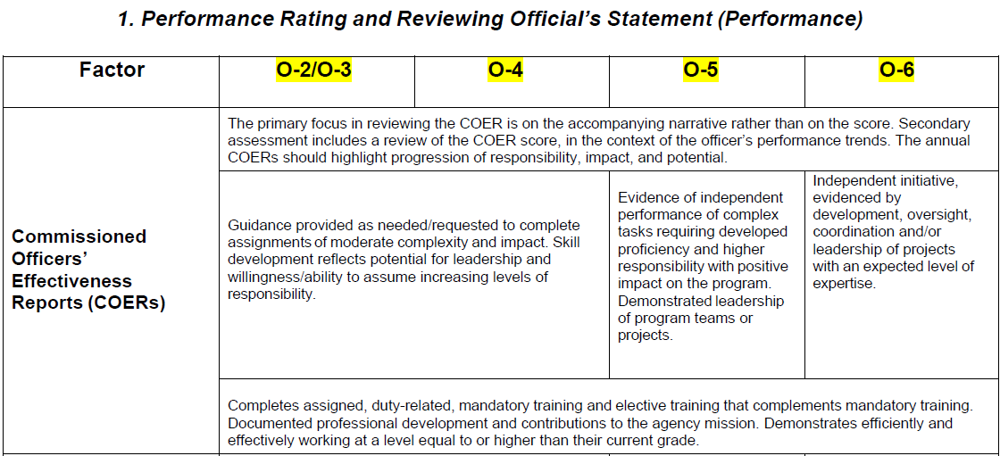 1. Performance Rating and Reviewing Official’s Statement (Performance)
Factor
O-2/O-3
O-4
O-5
O-6
Commissioned
Officers’
Effectiveness
Reports (COERs)
The primary focus in reviewing the COER is on the accompanying narrative rather than on the score. Secondary
assessment includes a review of the COER score, in the context of the officer’s performance trends. The annual
COERs should highlight progression of responsibility, impact, and potential.
Guidance provided as needed/requested to complete
assignments of moderate complexity and impact. Skill
development reflects potential for leadership and
willingness/ability to assume increasing levels of
responsibility.
Evidence of independent
performance of complex
tasks requiring developed
proficiency and higher
responsibility with positive
impact on the program.
Demonstrated leadership
of program teams or
projects.
Independent initiative,
evidenced by
development, oversight,
coordination and/or
leadership of projects
with an expected level of
expertise.
Completes assigned, duty-related, mandatory training and elective training that complements mandatory training.
Documented professional development and contributions to the agency mission. Demonstrates efficiently and
effectively working at a level equal to or higher than their current grade.